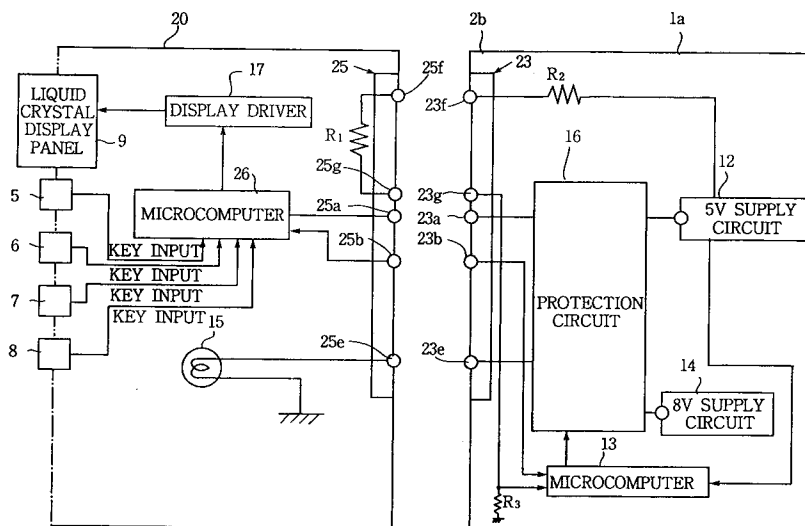 20
2b
23
1a
17
25
25f
23f
R2
LIQUID
CRYSTAL
DISPLAY
PANEL
9
DISPLAY DRIVER
R1
16
12
5
25g
23g
5V SUPPLY
CIRCUIT
26
MICROCOMPUTER
25a
23a
6
KEY INPUT
25b
23b
7
KEY INPUT
KEY INPUT
KEY INPUT
PROTECTION
CIRCUIT
8
15
25e
23e
14
8V SUPPLY
CIRCUIT
13
MICROCOMPUTER
R3